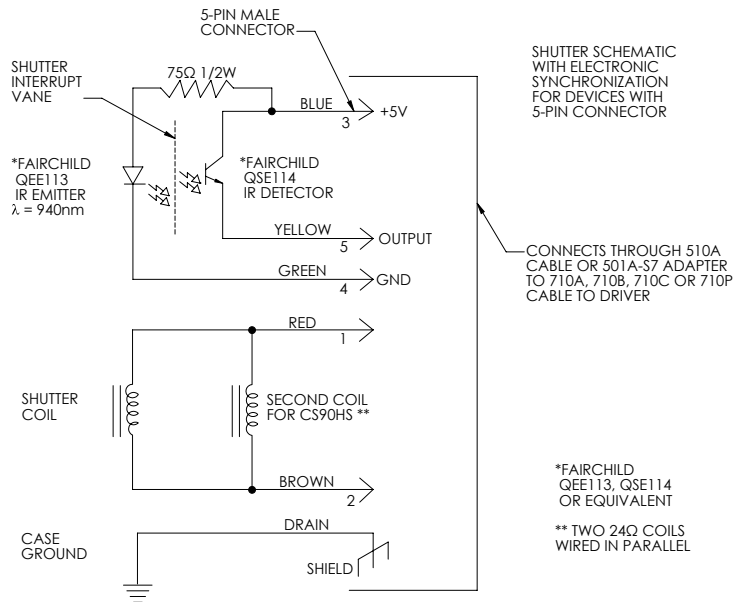 5-PIN MALE
CONNECTOR
SHUTTER
INTERRUPT
VANE
75Ω 1/2W
SHUTTER SCHEMATIC
WITH ELECTRONIC
SYNCHRONIZATION
FOR DEVICES WITH
5-PIN CONNECTOR
BLUE
3
+5V
*FAIRCHILD
QEE113
IR EMITTER
λ = 940nm
*FAIRCHILD
QSE114
IR DETECTOR
YELLOW
5
OUTPUT
GREEN
4
GND
CONNECTS THROUGH 510A
CABLE OR 501A-S7 ADAPTER
TO 710A, 710B, 710C OR 710P
CABLE TO DRIVER
RED
1
SHUTTER
COIL
SECOND COIL
FOR CS90HS **
BROWN
2
*FAIRCHILD
QEE113, QSE114
OR EQUIVALENT
** TWO 24Ω COILS
WIRED IN PARALLEL
CASE
GROUND
DRAIN
SHIELD